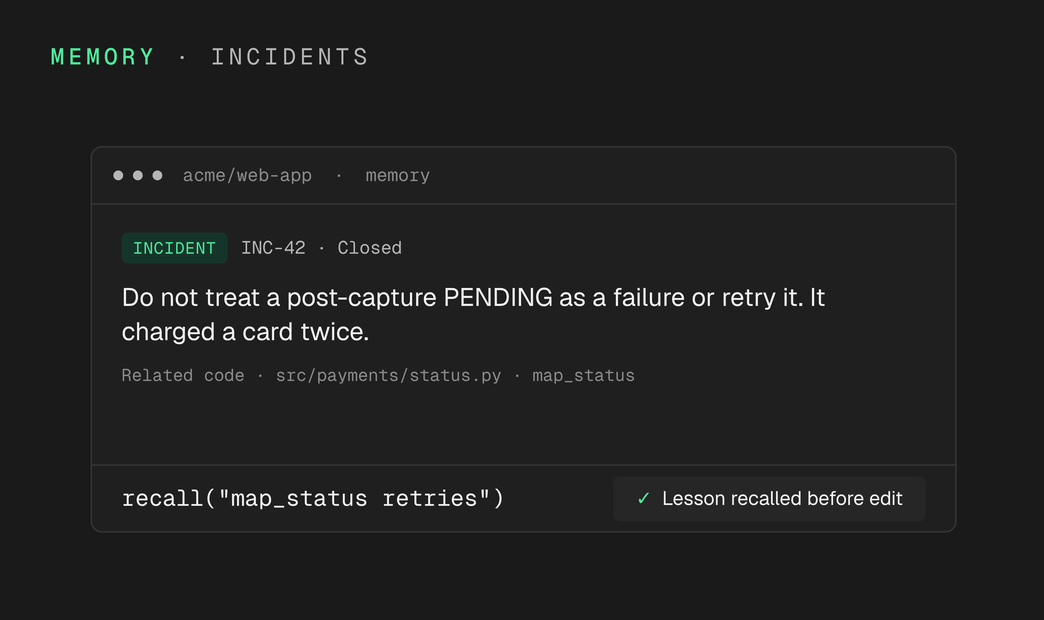 MEMORY · INCIDENTS
acme/web-app · memory
INCIDENT INC-42 · Closed
Do not treat a post-capture PENDING as a failure or retry it. It
charged a card twice.
Related code · src/payments/status.py · map_status
recall("map_status retries") ✓ Lesson recalled before edit